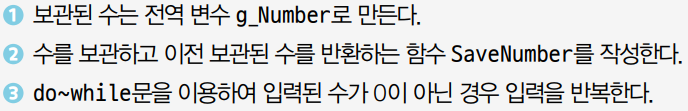 1 보관된 수는 전역 변수 g_Number로 만든다.
2 수를 보관하고 이전 보관된 수를 반환하는 함수 SaveNumber를 작성한다.
3 do~while문을 이용하여 입력된 수가 0이 아닌 경우 입력을 반복한다.